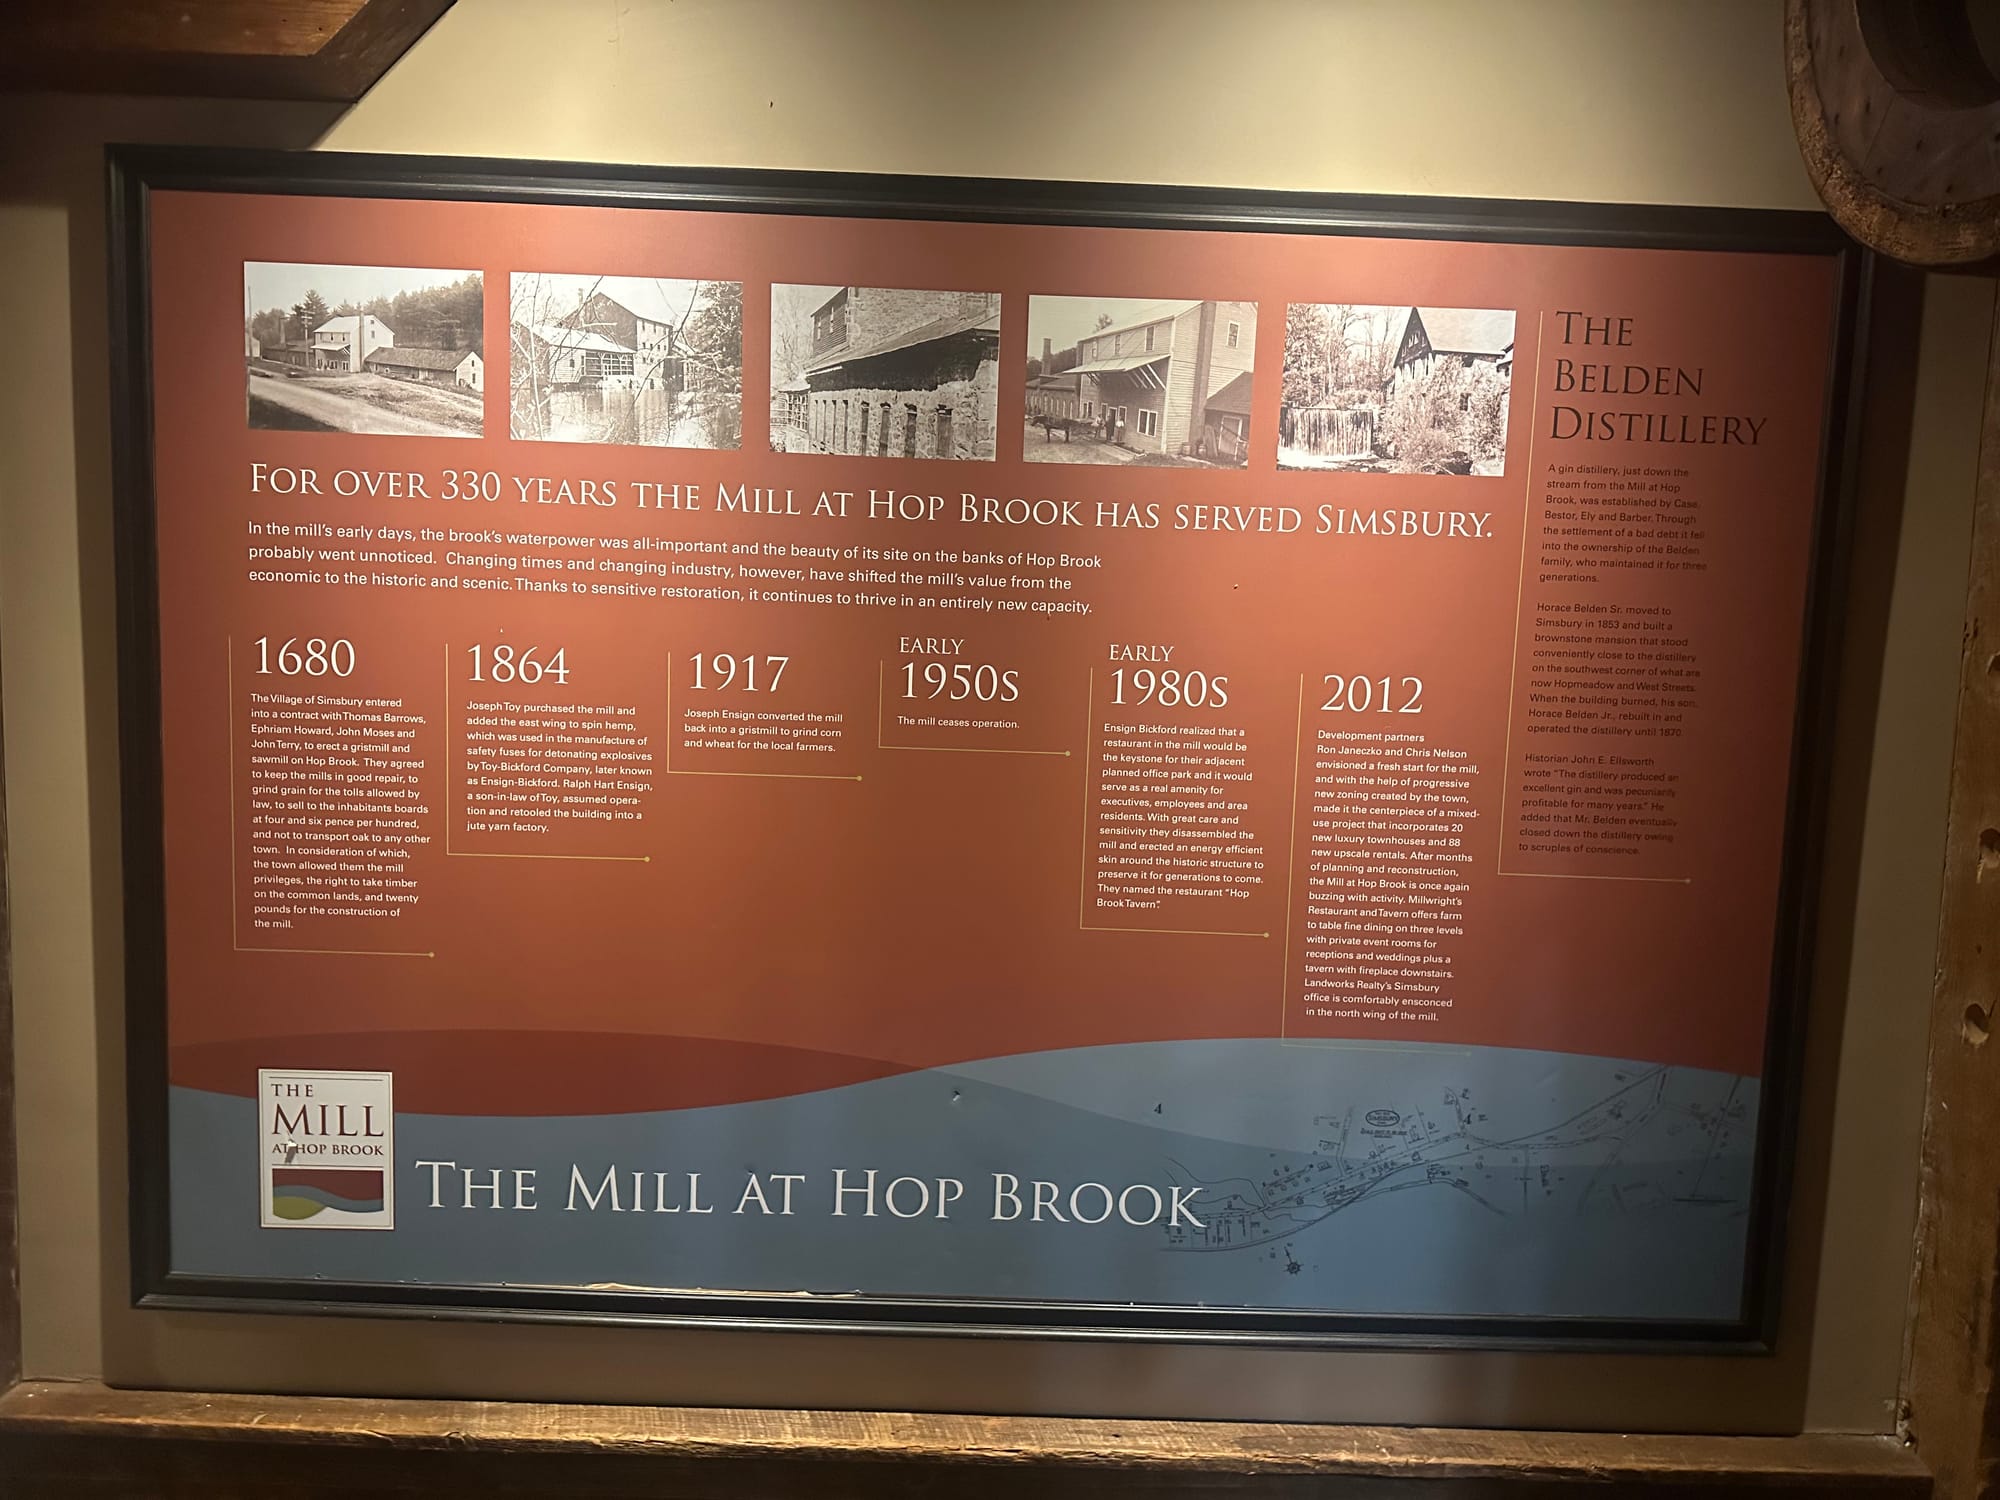 FOR OVER 330 YEARS THE MILL AT HOP BROOK HAS SERVED SIMSBURY.
In the mill's early days, the brook's waterpower was all-important and the beauty of its site on the banks of Hop Brook
probably went unnoticed. Changing times and changing industry, however, have shifted the mill's value from the
economic to the historic and scenic. Thanks to sensitive restoration, it continues to thrive in an entirely new capacity.
1680
The Village of Simsbury entered
into a contract with Thomas Barrows,
Ephriam Howard, John Moses and
John Terry, to erect a gristmill and
sawmill on Hop Brook. They agreed
to keep the mills in good repair, to
grind grain for the tolls allowed by
law, to sell to the inhabitants boards
at four and six pence per hundred,
and not to transport oak to any other
town. In consideration of which,
the town allowed them the mill
privileges, the right to take timber
on the common lands, and twenty
pounds for the construction of
the mill.
1864
Joseph Toy purchased the mill and
added the east wing to spin hemp,
which was used in the manufacture of
safety fuses for detonating explosives
by Toy-Bickford Company, later known
as Ensign-Bickford. Ralph Hart Ensign,
a son-in-law of Toy, assumed opera-
tion and retooled the building into a
jute yarn factory.
1917
Joseph Ensign converted the mill
back into a gristmill to grind corn
and wheat for the local farmers.
EARLY
1950S
The mill ceases operation.
EARLY
1980S
Ensign Bickford realized that a
restaurant in the mill would be
the keystone for their adjacent
planned office park and it would
serve as a real amenity for
executives, employees and area
residents. With great care and
sensitivity they disassembled the
mill and erected an energy efficient
skin around the historic structure to
preserve it for generations to come.
They named the restaurant "Hop
Brook Tavern".
2012
Development partners
Ron Janeczko and Chris Nelson
envisioned a fresh start for the mill,
and with the help of progressive
new zoning created by the town,
made it the centerpiece of a mixed-
use project that incorporates 20
new luxury townhouses and 88
new upscale rentals. After months
of planning and reconstruction,
the Mill at Hop Brook is once again
buzzing with activity. Millwright's
Restaurant and Tavern offers farm
to table fine dining on three levels
with private event rooms for
receptions and weddings plus a
tavern with fireplace downstairs.
Landworks Realty's Simsbury
office is comfortably ensconced
in the north wing of the mill.
THE
BELDEN
DISTILLERY
A gin distillery, just down the
stream from the Mill at Hop
Brook, was established by Case,
Bestor, Ely and Barber. Through
the settlement of a bad debt it fell
into the ownership of the Belden
family, who maintained it for three
generations.
Horace Belden Sr. moved to
Simsbury in 1853 and built a
brownstone mansion that stood
conveniently close to the distillery
on the southwest corner of what are
now Hopmeadow and West Streets.
When the building burned, his son,
Horace Belden Jr., rebuilt in and
operated the distillery until 1870.
Historian John E. Ellsworth
wrote "The distillery produced an
excellent gin and was pecuniarily
profitable for many years." He
added that Mr. Belden eventually
closed down the distillery owing
to scruples of conscience.
THE
MILL
AT HOP BROOK
THE MILL AT HOP BROOK
4
SIMSBURY